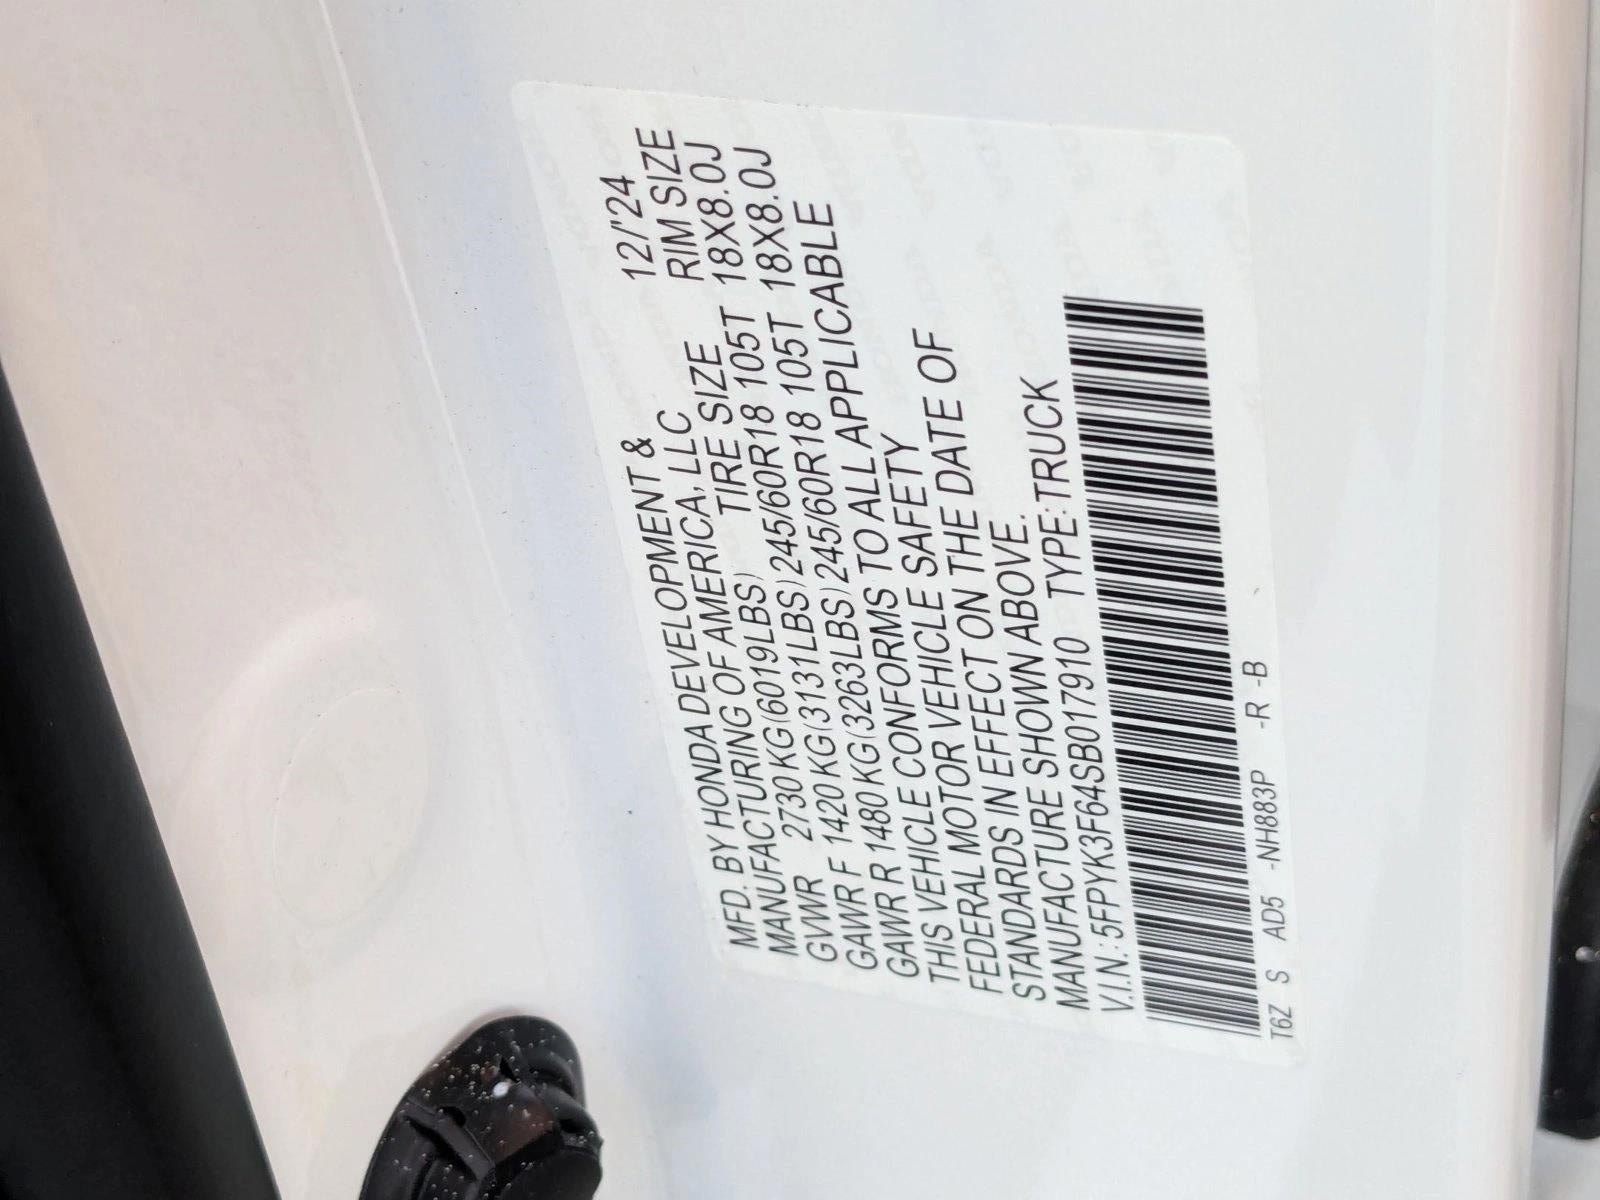 MFD. BY HONDA DEVELOPMENT & 12/'24
MANUFACTURING OF AMERICA, LLC RIM SIZE
GVWR 2730 KG(6019LBS) TIRE SIZE 18X8.0J
GAWR F 1420 KG(3131LBS) 245/60R18 105T 18X8.0J
GAWR R 1480 KG(3263LBS) 245/60R18 105T
THIS VEHICLE CONFORMS TO ALL APPLICABLE
FEDERAL MOTOR VEHICLE SAFETY
STANDARDS IN EFFECT ON THE DATE OF
MANUFACTURE SHOWN ABOVE.
V.I.N.: 5FPYK3F64SB017910 TYPE:TRUCK
T6Z S AD5 -NH883P -R -B